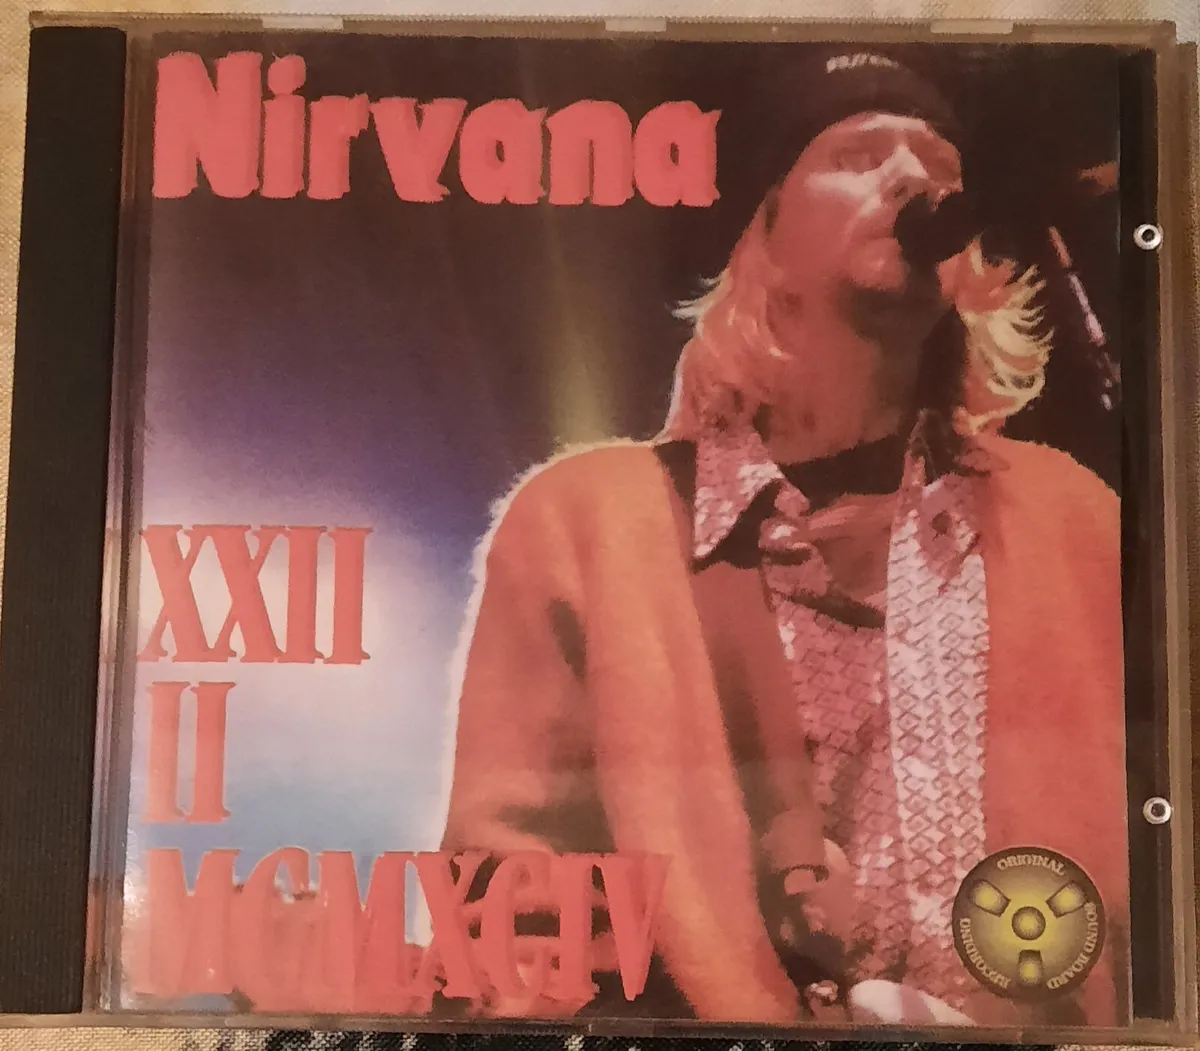 Nirvana
XXII
II
MCMXCIV
ORIGINAL
SOUND BOARD
RECORDING